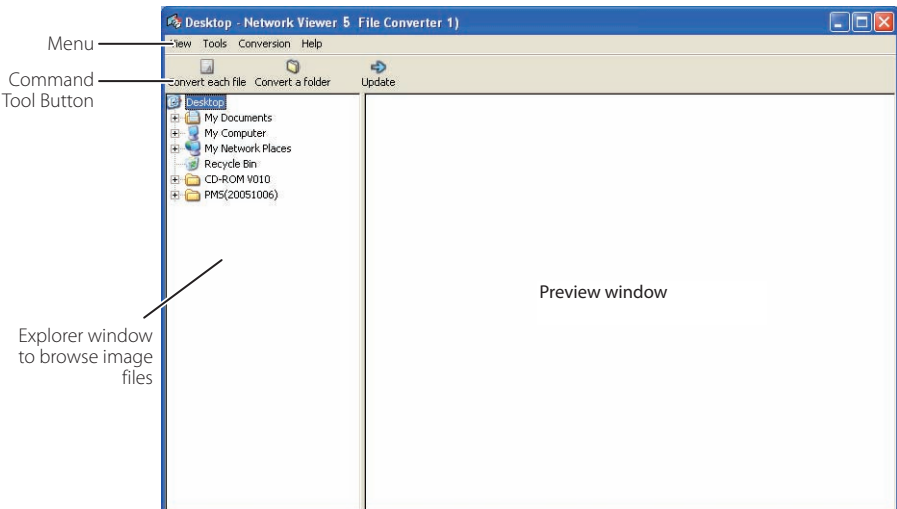 Desktop - Network Viewer 5 File Converter 1)
Menu
View Tools Conversion Help
Command
Tool Button
Convert each file Convert a folder Update
Desktop
My Documents
My Computer
My Network Places
Recycle Bin
CD-ROM V010
PMS(20051006)
Preview window
Explorer window
to browse image
files